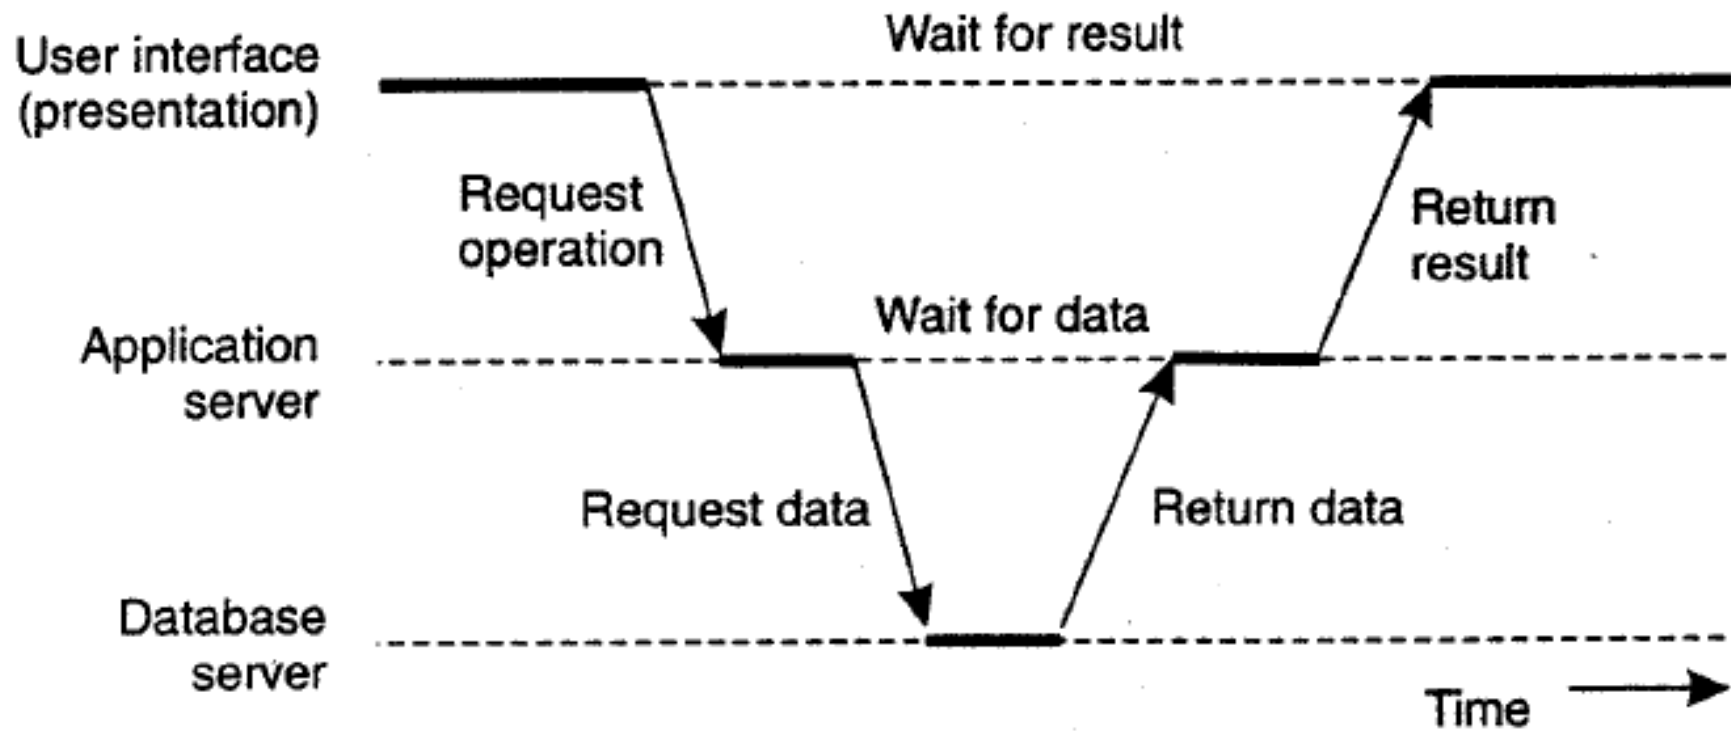 User interface
(presentation)
Wait for result
Request
operation
Return
result
Application
server
Wait for data
Request data
Return data
Database
server
Time